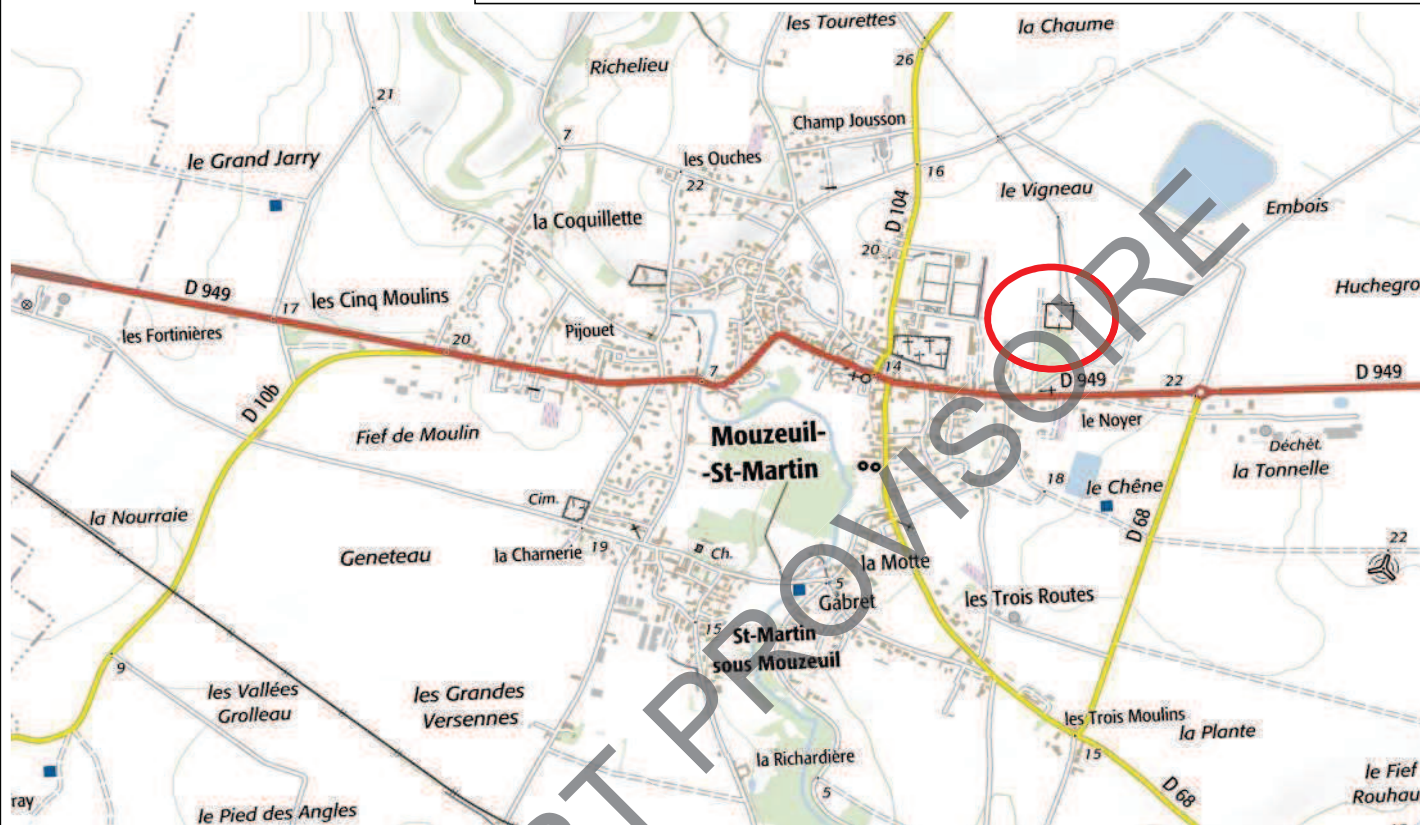 les Tourettes
la Chaume
26
Richelieu
21
Champ Jousson
7
le Grand Jarry
les Ouches
22
16
le Vigneau
Embois
la Coquillette
D 104
20
Huchegro
D 949
les Cinq Moulins
17
les Fortinières
20
Pijouet
7
14
D 949
22
D 949
le Noyer
D 10b
Fief de Moulin
Mouzeuil-
-St-Martin
Déchèt.
la Tonnelle
18
le Chêne
Cim.
la Nourraie
D 68
22
Geneteau
la Charnerie
19
Ch.
la Motte
5
Gabret
les Trois Routes
15
St-Martin
sous Mouzeuil
9
les Vallées
Grolleau
les Grandes
Versennes
les Trois Moulins
la Plante
15
la Richardière
5
le Fief
Rouhau
D 68
ray
le Pied des Angles
RT PROVISOIRE